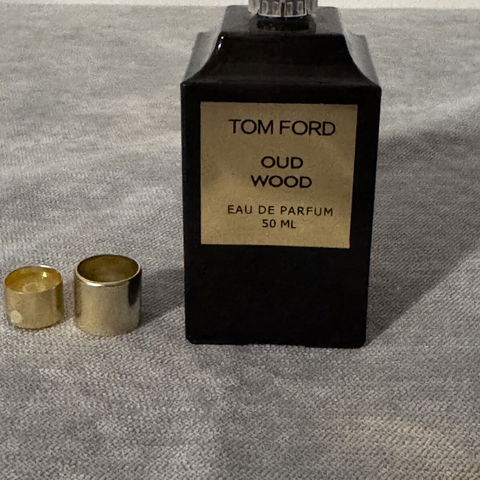 TOM FORD
OUD
WOOD
EAU DE PARFUM
50 ML